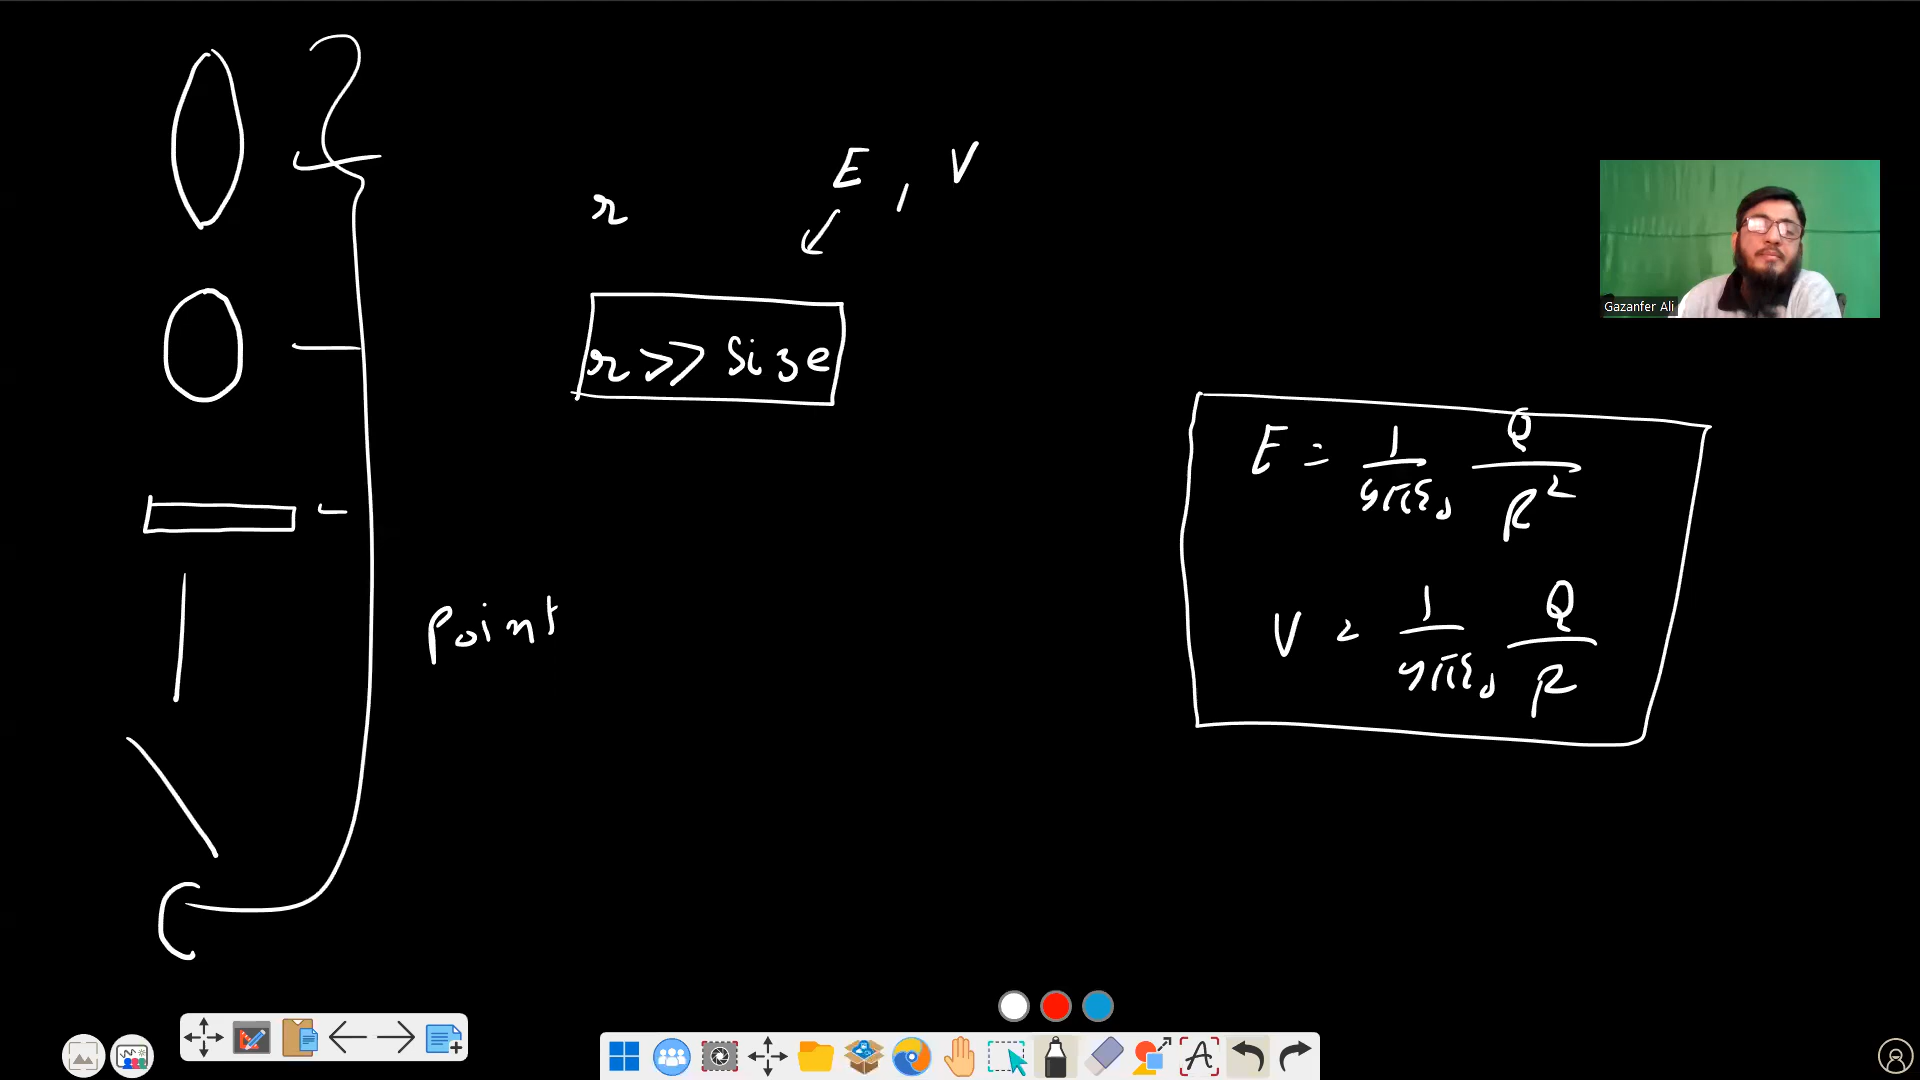 E , V
r
r >> Size
E = 1/4πε₀ Q/R²
Point
V = 1/4πε₀ Q/R
Gazanfer Ali